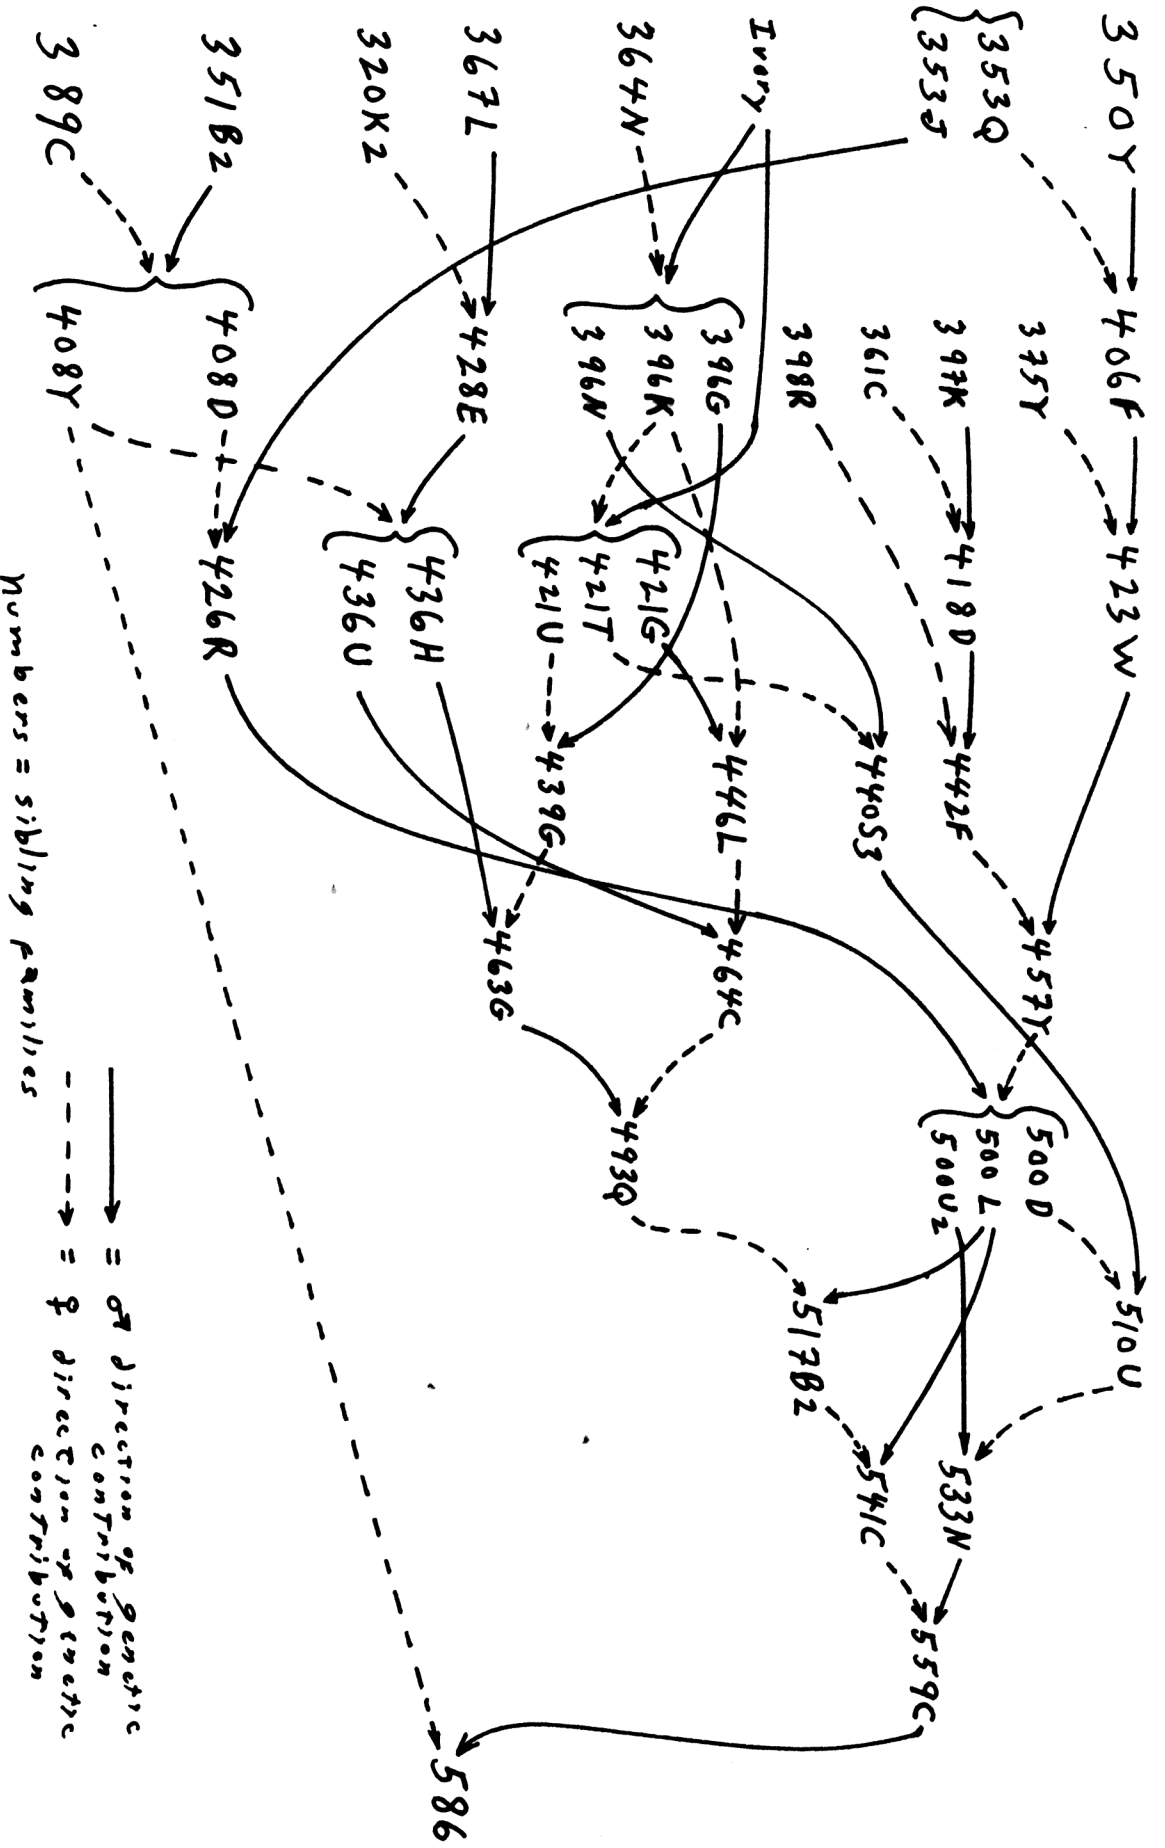 350Y
406F
423W
353Q
353J
375Y
397K
418D
442F
457Y
361C
398R
Ivory
364N
396G
396K
396N
421G
421T
421U
440S3
446L
439G
367L
320K2
428E
436H
436U
464C
463G
493Q
351B2
389C
408D
408Y
426R
500D
500L
500U2
510U
517B2
533N
541C
559C
586
Numbers = sibling families
= ♂ direction of genetic
contribution
= ♀ direction of genetic
contribution